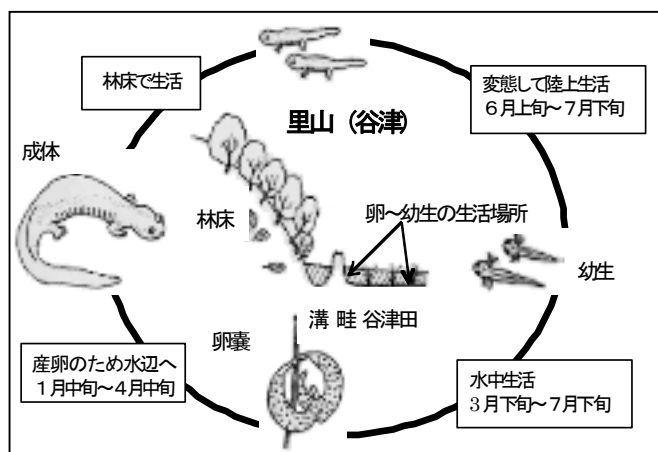 林床で生活
変態して陸上生活
６月上旬～７月下旬
里山（谷津）
成体
林床
卵～幼生の生活場所
幼生
溝 畦 谷津田
卵嚢
産卵のため水辺へ
１月中旬～４月中旬
水中生活
３月下旬～７月下旬